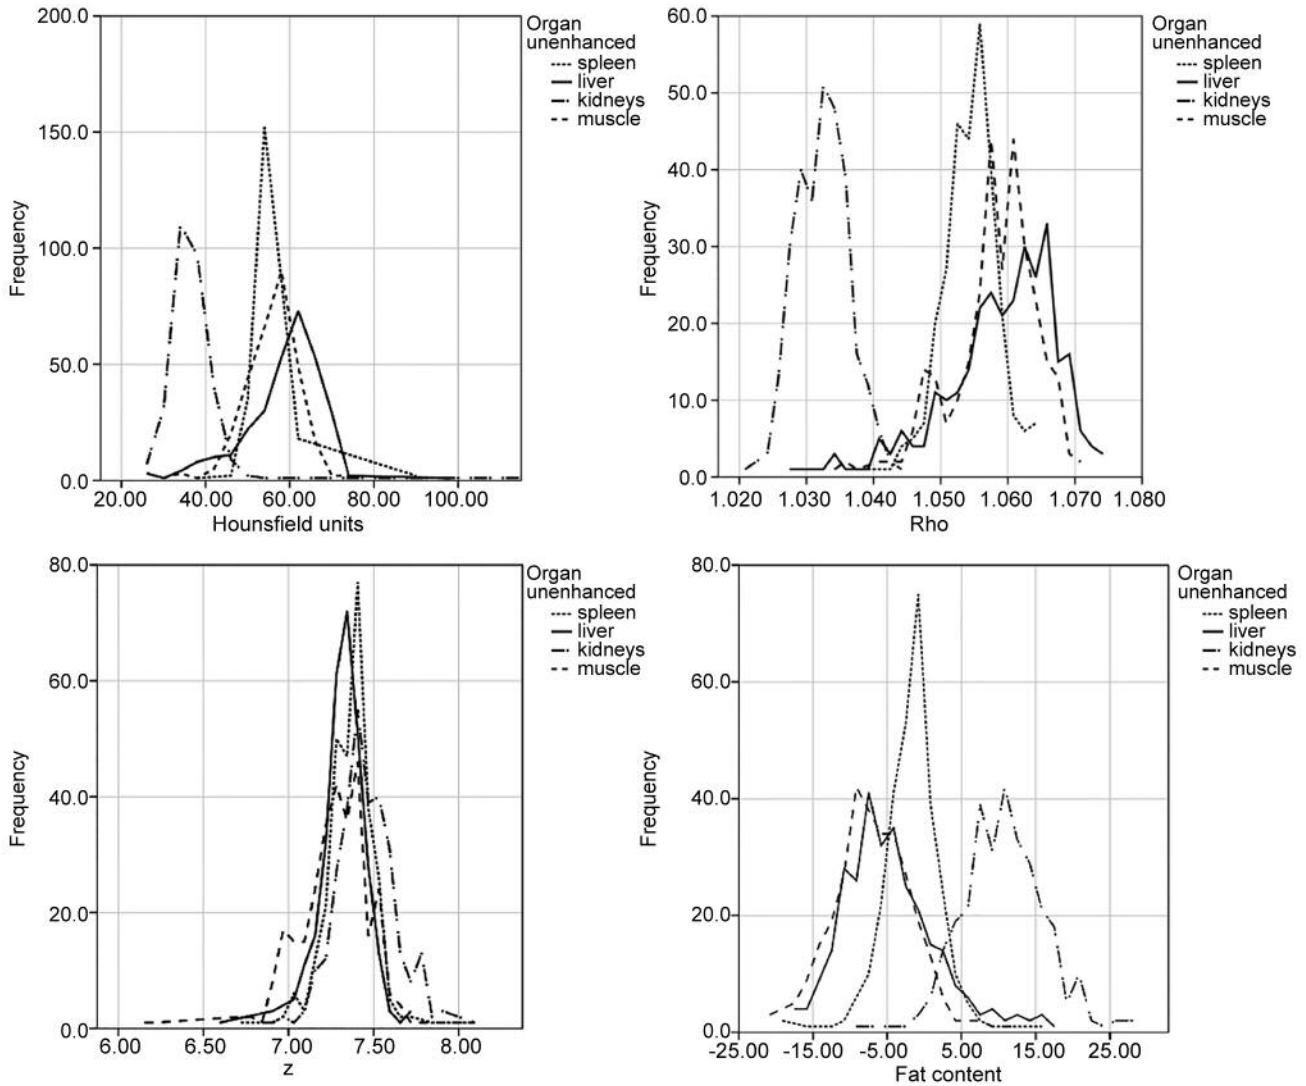 200.0
150.0
100.0
50.0
0.0
20.00 40.00 60.00 80.00 100.00
Hounsfield units
Frequency
Organ
unenhanced
spleen
liver
kidneys
muscle
60.0
50.0
40.0
30.0
20.0
10.0
0.0
1.020 1.030 1.040 1.050 1.060 1.070 1.080
Rho
Frequency
Organ
unenhanced
spleen
liver
kidneys
muscle
80.0
60.0
40.0
20.0
0.0
6.00 6.50 7.00 7.50 8.00
z
Frequency
Organ
unenhanced
spleen
liver
kidneys
muscle
80.0
60.0
40.0
20.0
0.0
-25.00 -15.00 -5.00 5.00 15.00 25.00
Fat content
Frequency
Organ
unenhanced
spleen
liver
kidneys
muscle